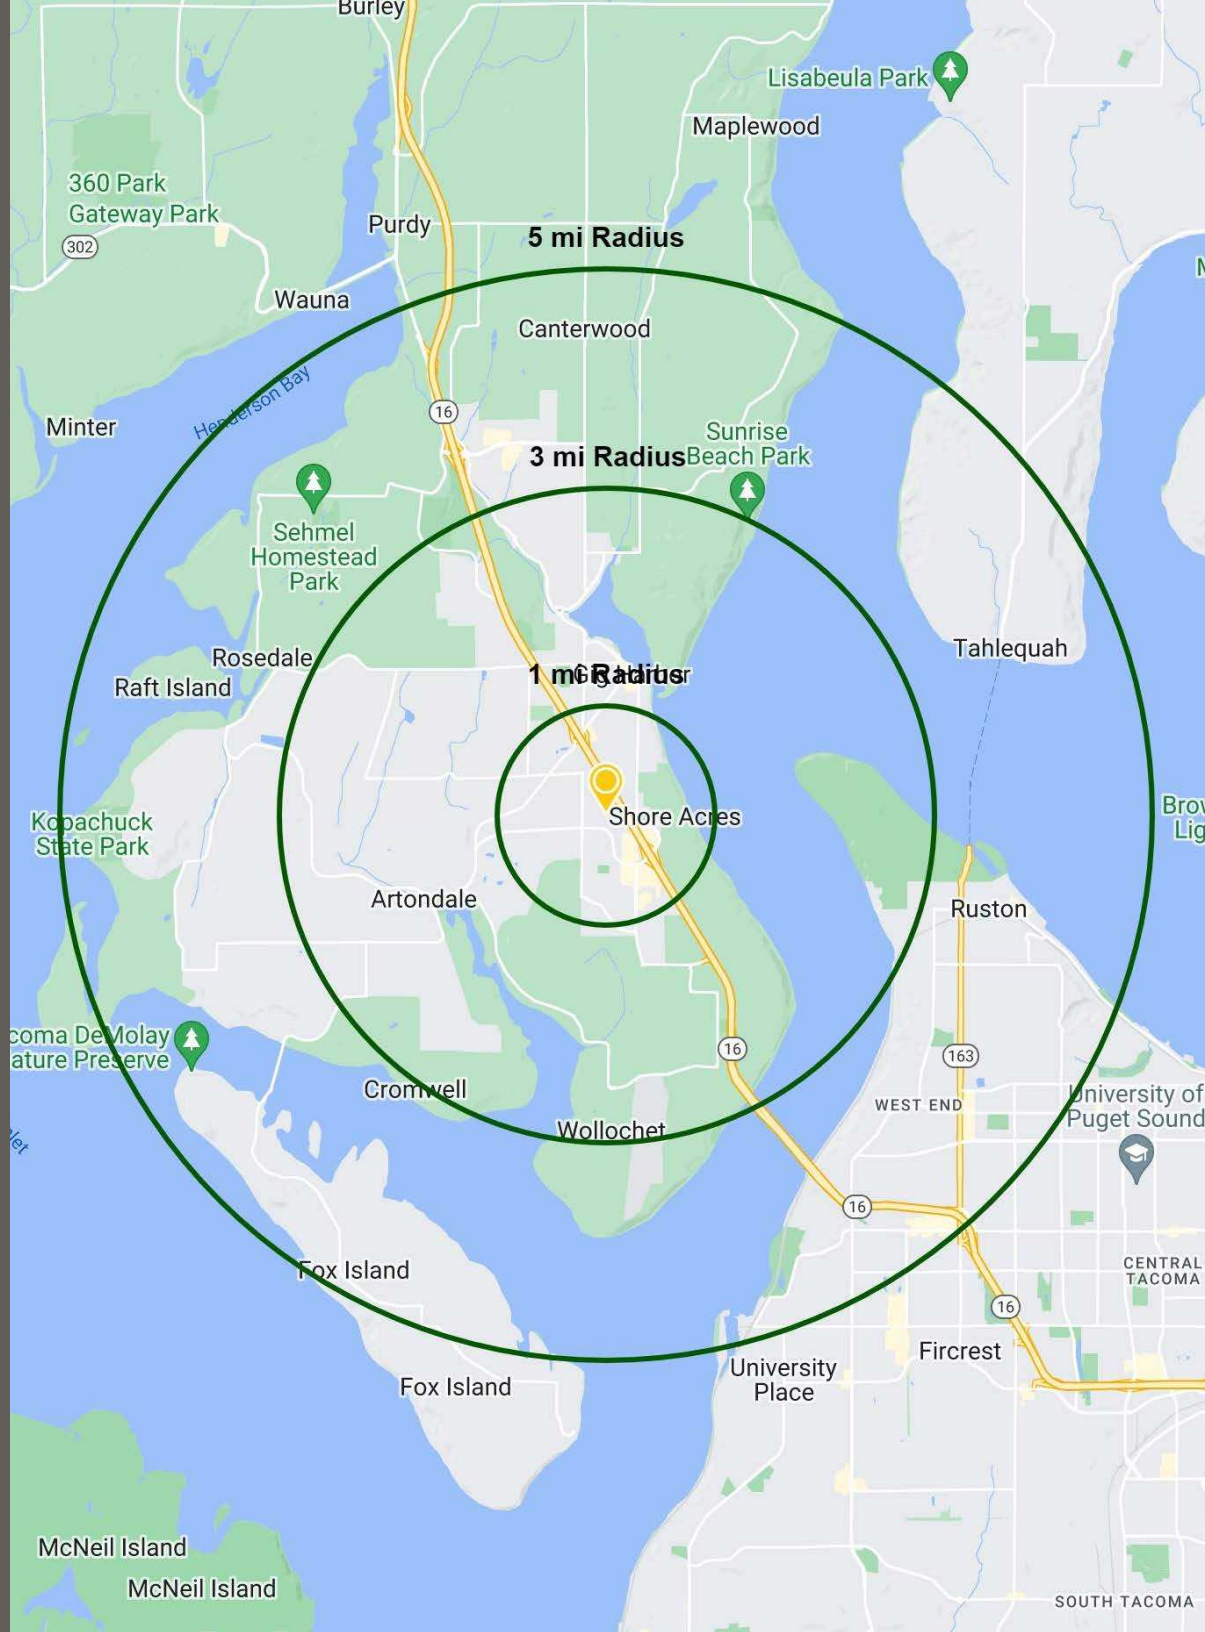 Burley
Lisabeula Park
Maplewood
360 Park
Gateway Park
302
Purdy
5 mi Radius
Wauna
Canterwood
Henderson Bay
16
Minter
Sunrise
Beach Park
3 mi Radius
Sehmel
Homestead
Park
Tahlequah
Rosedale
Raft Island
1 mi Radius
Shore Acres
Kopachuck
State Park
Artondale
Ruston
coma DeMolay
ature Preserve
16
163
Cromwell
WEST END
University of
Puget Sound
Wollochet
16
Fox Island
CENTRAL
TACOMA
16
Fircrest
University
Place
Fox Island
McNeil Island
McNeil Island
SOUTH TACOMA